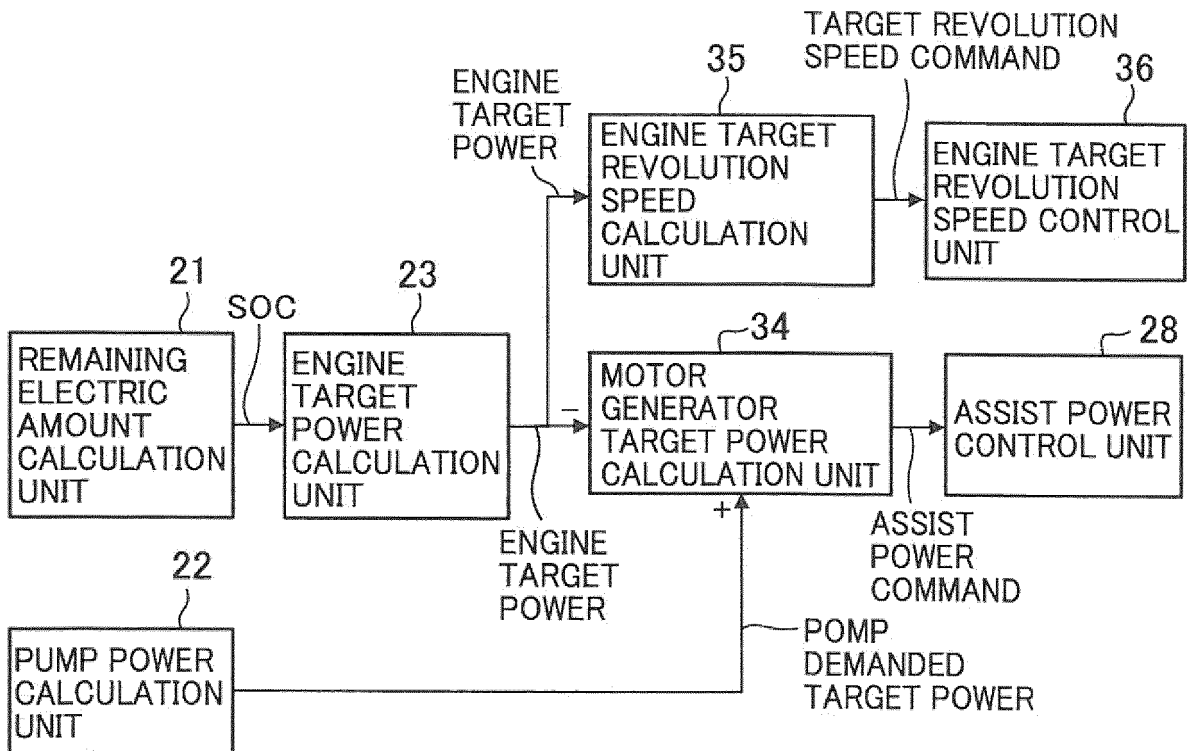 TARGET REVOLUTION
SPEED COMMAND
35
36
ENGINE
TARGET
POWER
ENGINE TARGET
REVOLUTION
SPEED
CALCULATION
UNIT
ENGINE TARGET
REVOLUTION
SPEED CONTROL
UNIT
21
SOC
23
34
28
REMAINING
ELECTRIC
AMOUNT
CALCULATION
UNIT
ENGINE
TARGET
POWER
CALCULATION
UNIT
−
MOTOR
GENERATOR
TARGET POWER
CALCULATION UNIT
ASSIST POWER
CONTROL UNIT
+
ENGINE
TARGET
POWER
ASSIST
POWER
COMMAND
22
PUMP POWER
CALCULATION
UNIT
POMP
DEMANDED
TARGET POWER